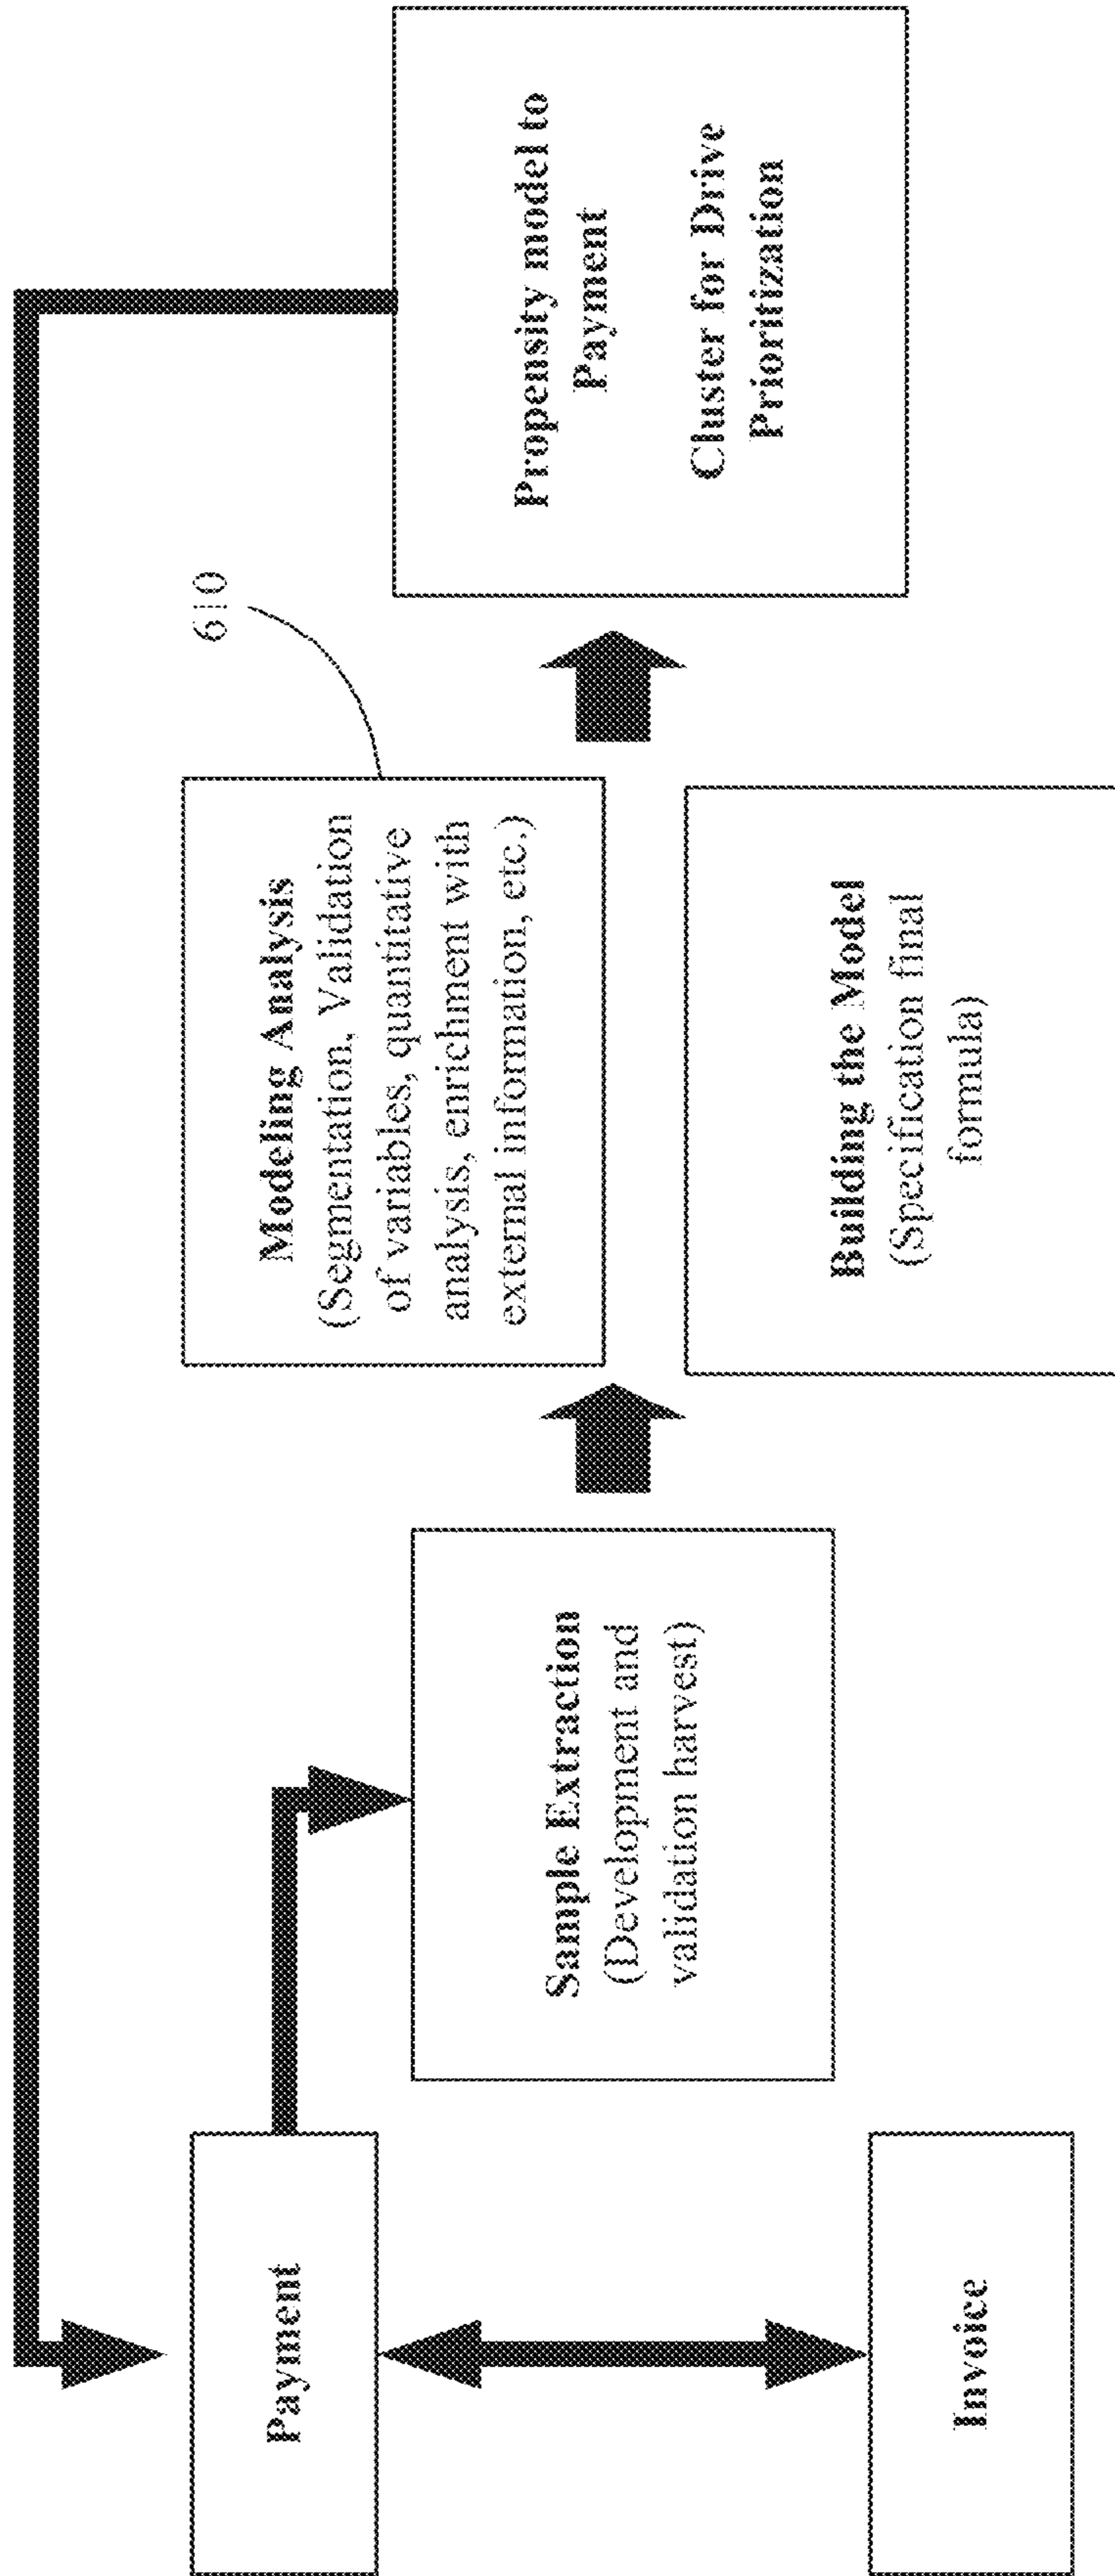 Payment
Invoice
Sample Extraction
(Development and
validation harvest)
Modeling Analysis
(Segmentation, Validation
of variables, quantitative
analysis, enrichment with
external information, etc.)
610
Building the Model
(Specification final
formula)
Propensity model to
Payment
Cluster for Drive
Prioritization